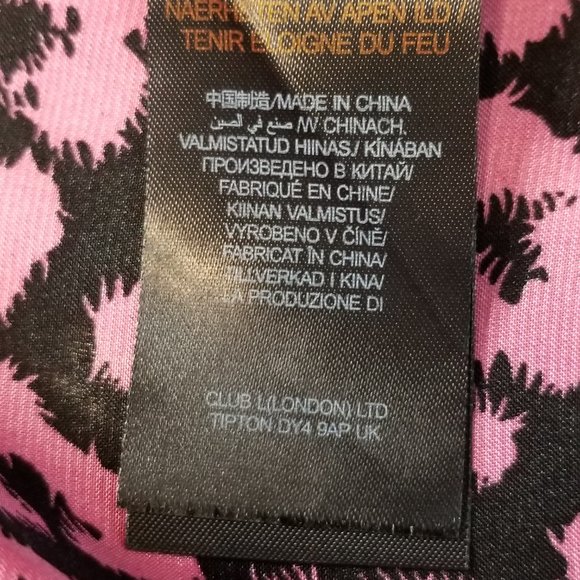 AV ÅPEN ILD /
TENIR ELOIGNE DU FEU
中国制造/MADE IN CHINA
صنع في الصين /W CHINACH.
VALMISTATUD HIINAS./ KÍNÁBAN
ПРОИЗВЕДЕНО В КИТАЙ/
FABRIQUÉ EN CHINE/
KIINAN VALMISTUS/
VYROBENO V ČÍNĚ/
FABRICAT ÎN CHINA/
TILLVERKAD I KINA/
LA PRODUZIONE DI
CLUB L(LONDON) LTD
TIPTON DY4 9AP UK